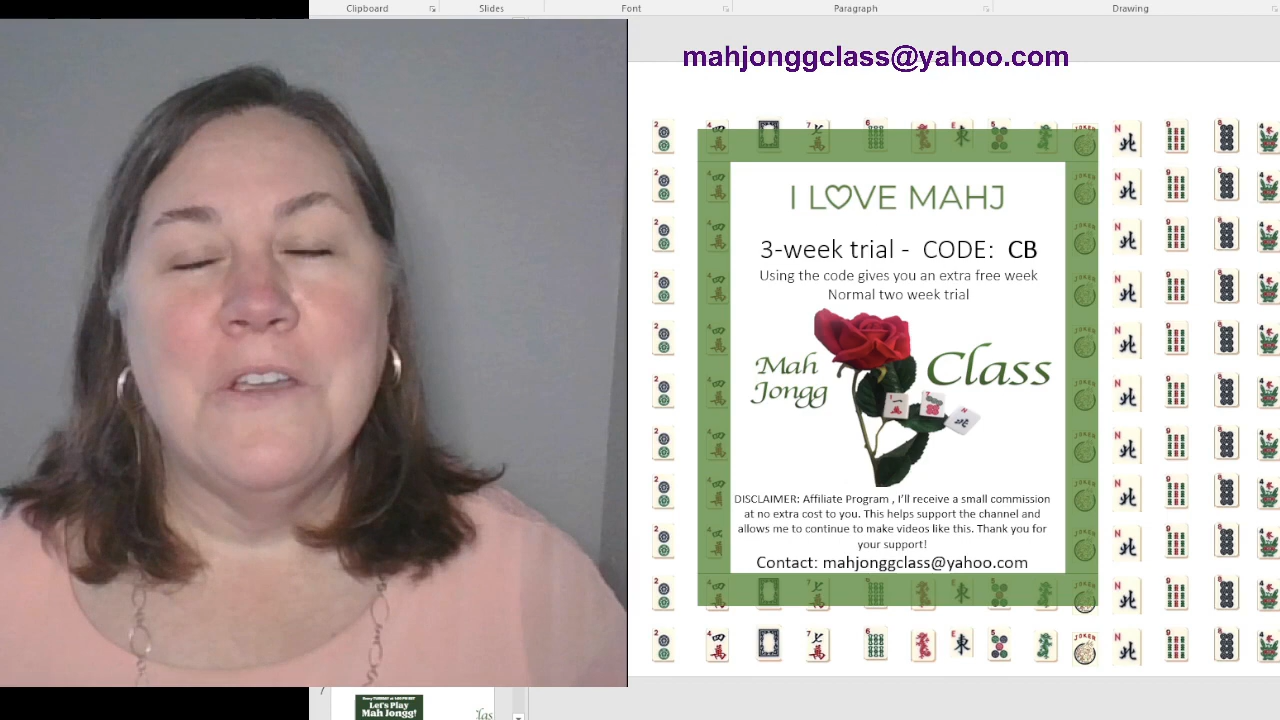 Clipboard Slides Font Paragraph Drawing
mahjonggclass@yahoo.com
I LOVE MAHJ
3-week trial - CODE: CB
Using the code gives you an extra free week
Normal two week trial
Mah
Jongg
Class
DISCLAIMER: Affiliate Program , I'll receive a small commission
at no extra cost to you. This helps support the channel and
allows me to continue to make videos like this. Thank you for
your support!
Contact: mahjonggclass@yahoo.com
7
Let's Play
Mah Jongg!